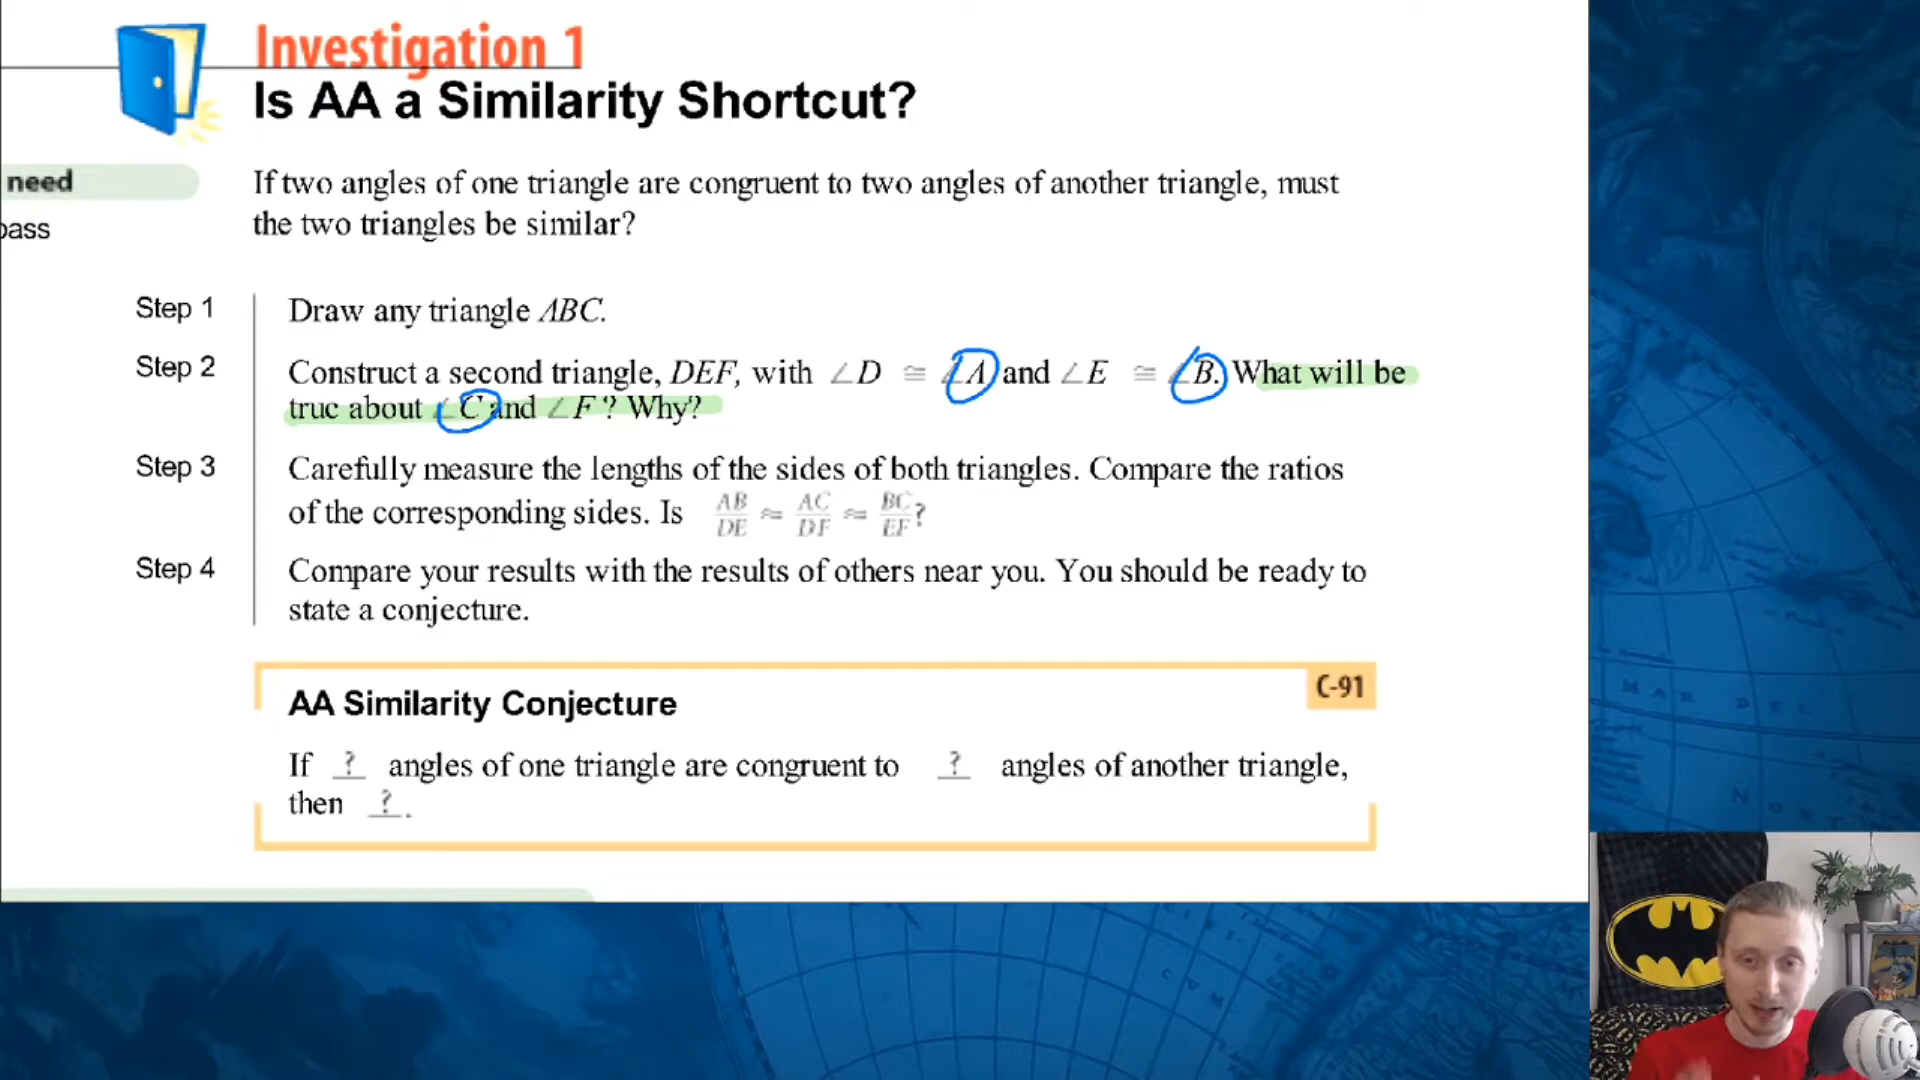 Investigation 1
Is AA a Similarity Shortcut?
need
pass
If two angles of one triangle are congruent to two angles of another triangle, must
the two triangles be similar?
Step 1 Draw any triangle ABC.
Step 2 Construct a second triangle, DEF, with ∠D ≅ ∠A and ∠E ≅ ∠B. What will be
true about ∠C and ∠F? Why?
Step 3 Carefully measure the lengths of the sides of both triangles. Compare the ratios
of the corresponding sides. Is AB/DE ≈ AC/DF ≈ BC/EF?
Step 4 Compare your results with the results of others near you. You should be ready to
state a conjecture.
C-91
AA Similarity Conjecture
If ? angles of one triangle are congruent to ? angles of another triangle,
then ?.
MAR DEL